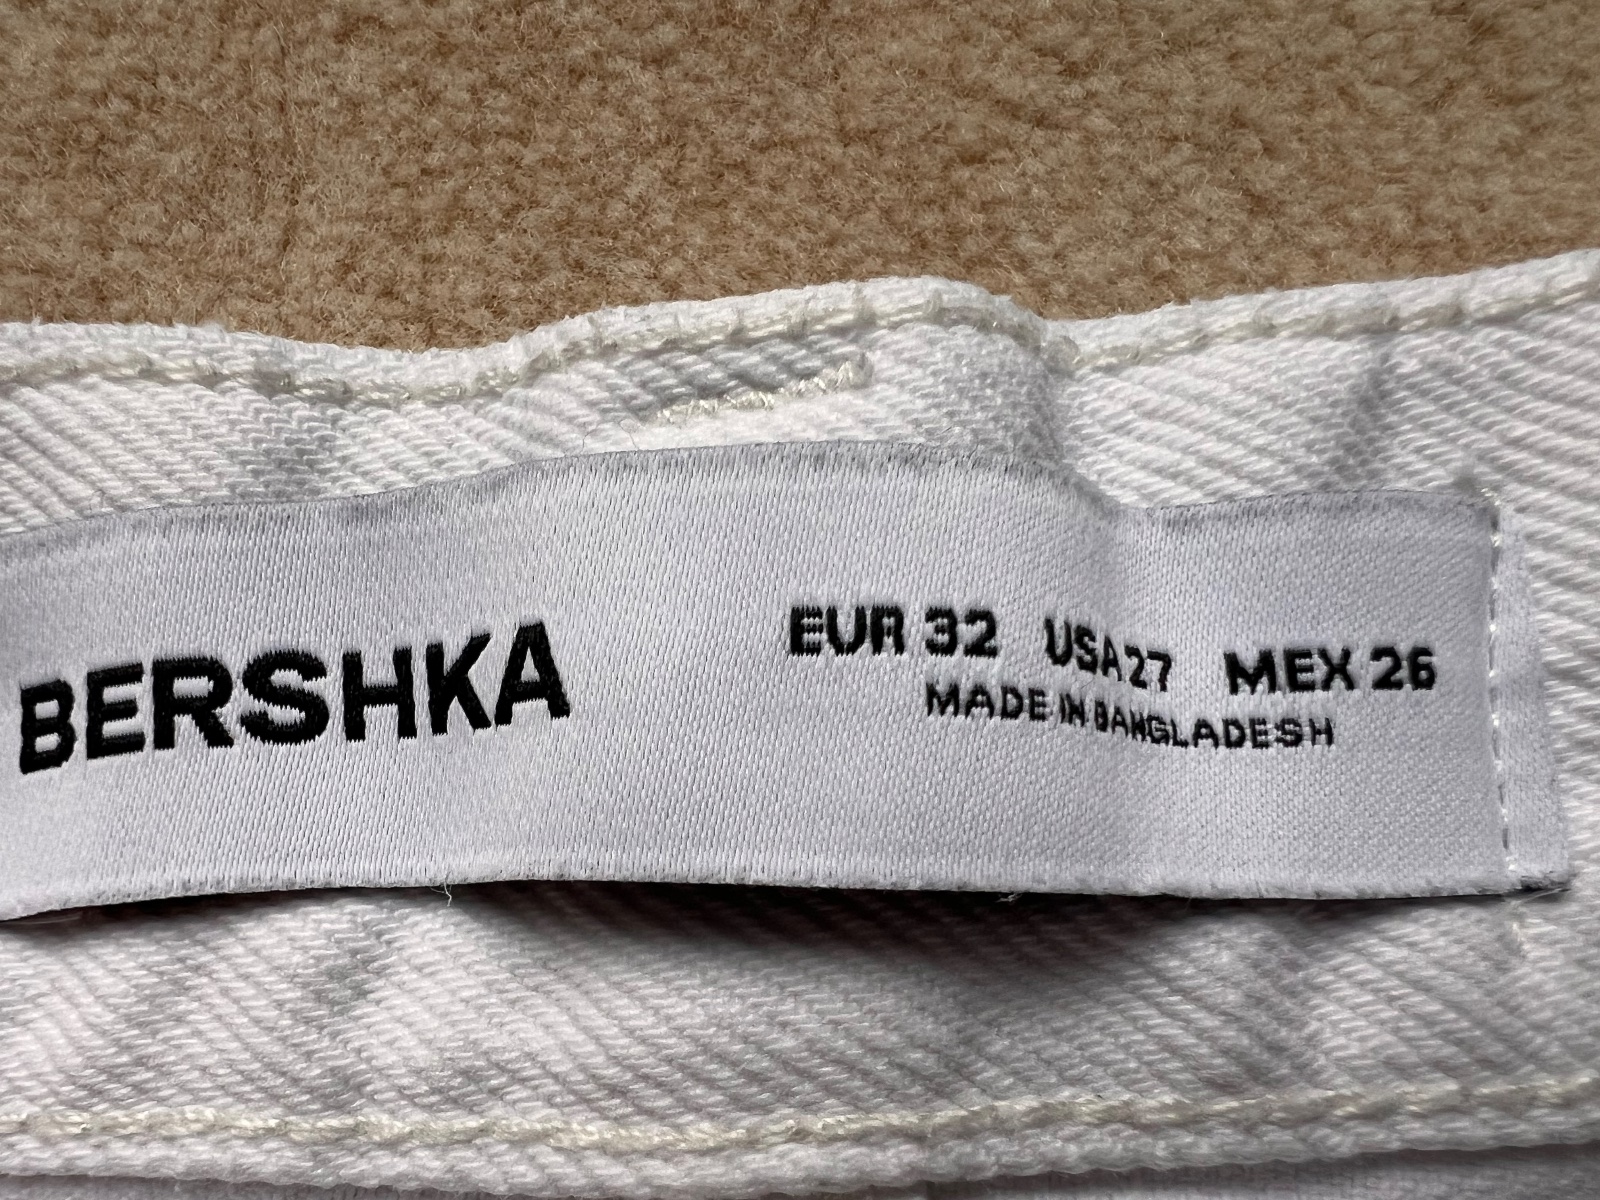 BERSHKA
EUR 32 USA 27 MEX 26
MADE IN BANGLADESH